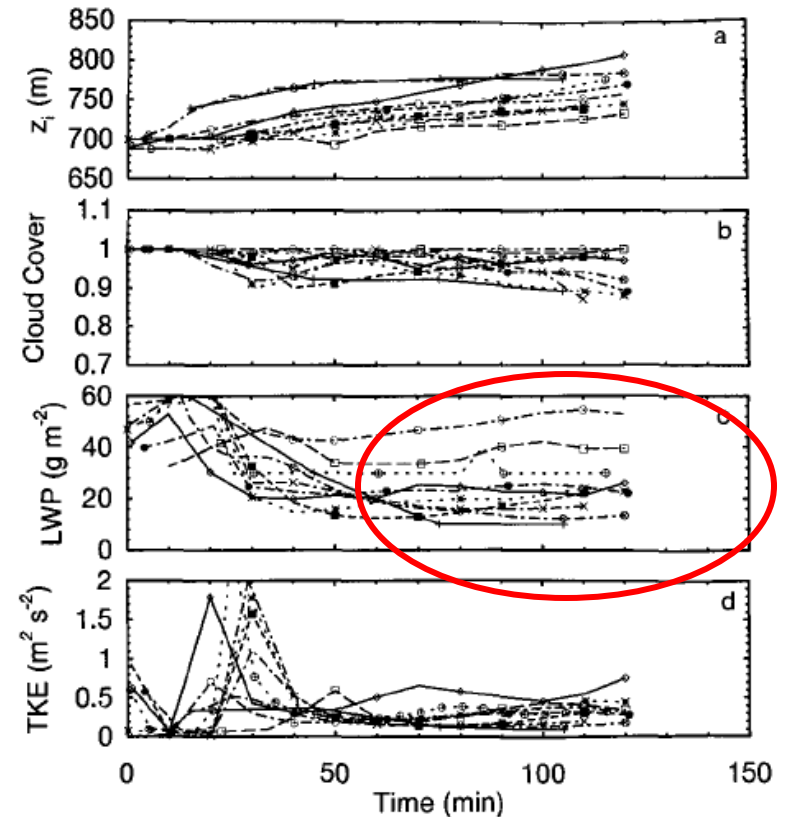 850
800
750
700
650
z_i (m)
a
1.1
1
0.9
0.8
0.7
Cloud Cover
b
60
40
20
0
LWP (g m⁻²)
c
2
1.5
1
0.5
0
TKE (m² s⁻²)
d
0
50
100
150
Time (min)